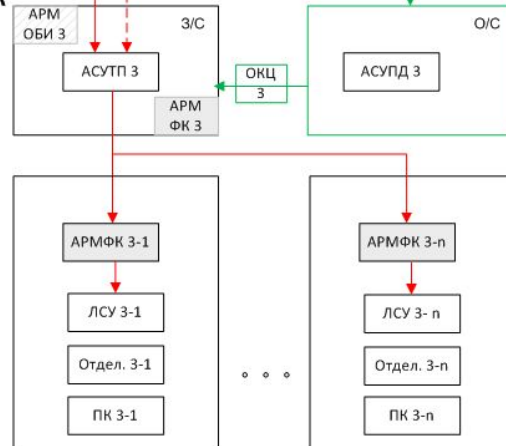 АРМ
ОБИ 3
З/С
О/С
АСУТП 3
ОКЦ
3
АСУПД 3
АРМ
ФК 3
АРМФК 3-1
АРМФК 3-n
ЛСУ 3-1
ЛСУ 3- n
Отдел. 3-1
Отдел. 3-n
ПК 3-1
ПК 3-n